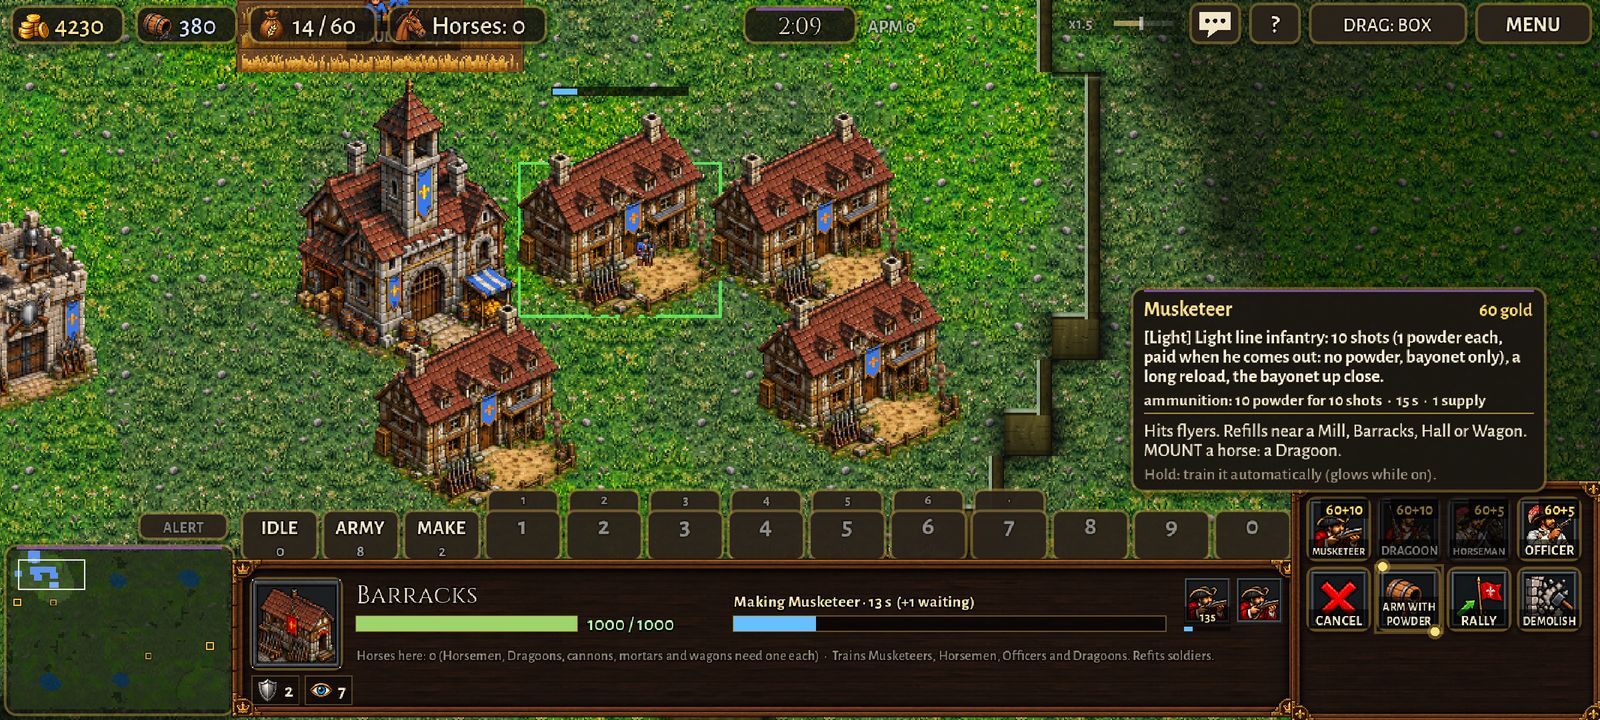 4230
380
14/60
Horses: 0
2:09
APM 0
x1.5
?
DRAG: BOX
MENU
Musketeer
60 gold
[Light] Light line infantry: 10 shots (1 powder each,
paid when he comes out: no powder, bayonet only), a
long reload, the bayonet up close.
ammunition: 10 powder for 10 shots · 15 s · 1 supply
Hits flyers. Refills near a Mill, Barracks, Hall or Wagon.
MOUNT a horse: a Dragoon.
Hold: train it automatically (glows while on).
ALERT
IDLE
0
ARMY
8
MAKE
2
1
2
3
4
5
6
·
1
2
3
4
5
6
7
8
9
0
BARRACKS
1000/1000
Making Musketeer · 13 s (+1 waiting)
13s
Horses here: 0 (Horsemen, Dragoons, cannons, mortars and wagons need one each) · Trains Musketeers, Horsemen, Officers and Dragoons. Refits soldiers.
2
7
60+10
MUSKETEER
60+10
DRAGOON
60+5
HORSEMAN
60+5
OFFICER
CANCEL
ARM WITH
POWDER
RALLY
DEMOLISH